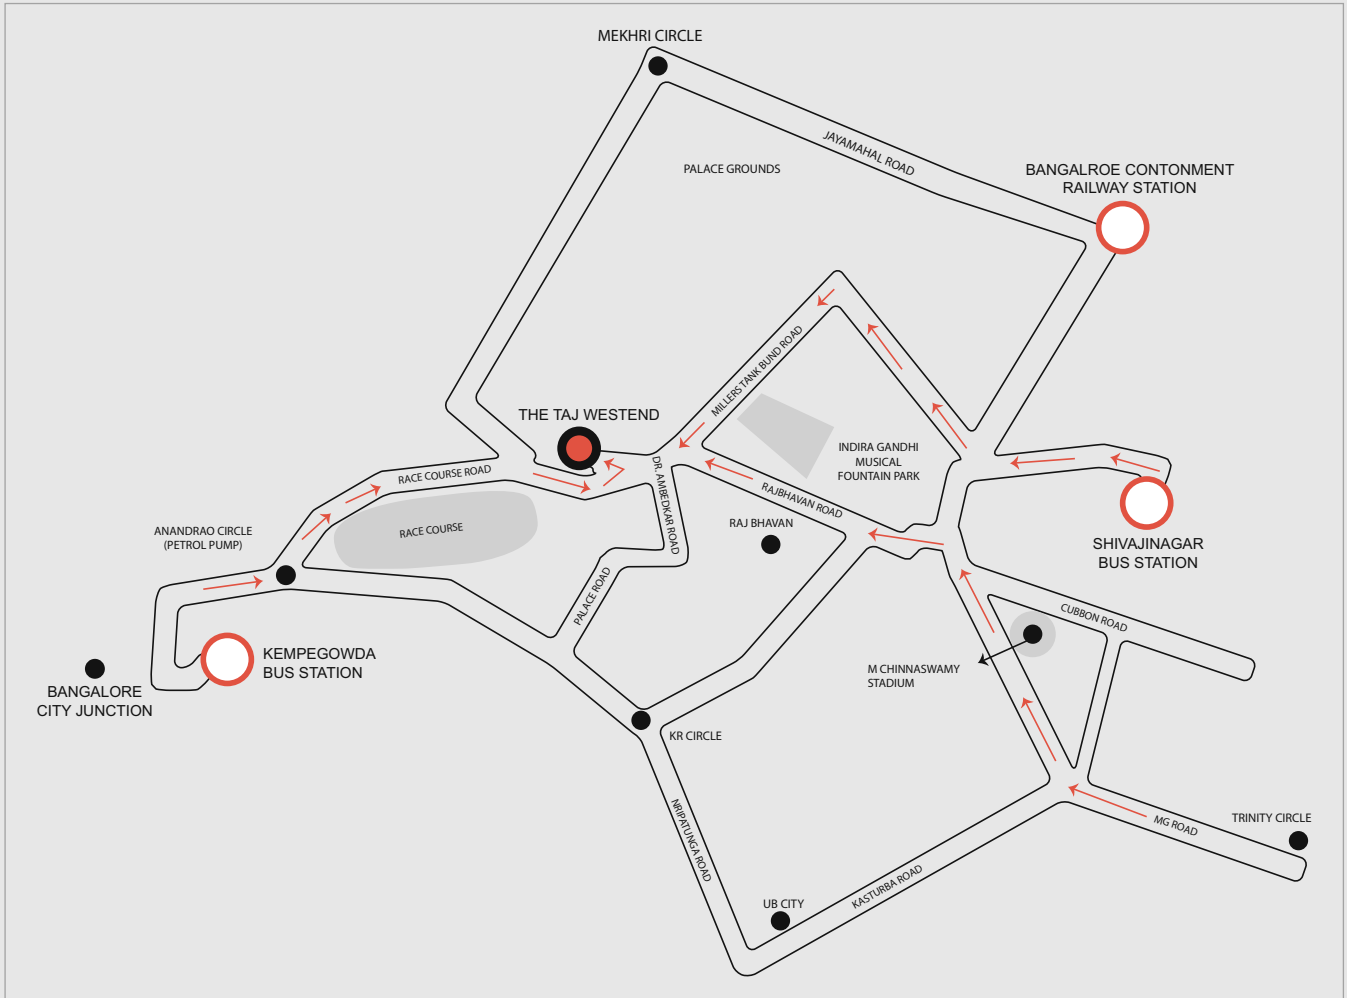 MEKHRI CIRCLE
JAYAMAHAL ROAD
PALACE GROUNDS
BANGALROE CONTONMENT
RAILWAY STATION
MILLERS TANK BUND ROAD
THE TAJ WESTEND
INDIRA GANDHI
MUSICAL
FOUNTAIN PARK
RACE COURSE ROAD
DR. AMBEDKAR ROAD
RAJBHAVAN ROAD
RACE COURSE
RAJ BHAVAN
ANANDRAO CIRCLE
(PETROL PUMP)
SHIVAJINAGAR
BUS STATION
PALACE ROAD
CUBBON ROAD
KEMPEGOWDA
BUS STATION
M CHINNASWAMY
STADIUM
BANGALORE
CITY JUNCTION
KR CIRCLE
NRIPATUNGA ROAD
MG ROAD
TRINITY CIRCLE
KASTURBA ROAD
UB CITY